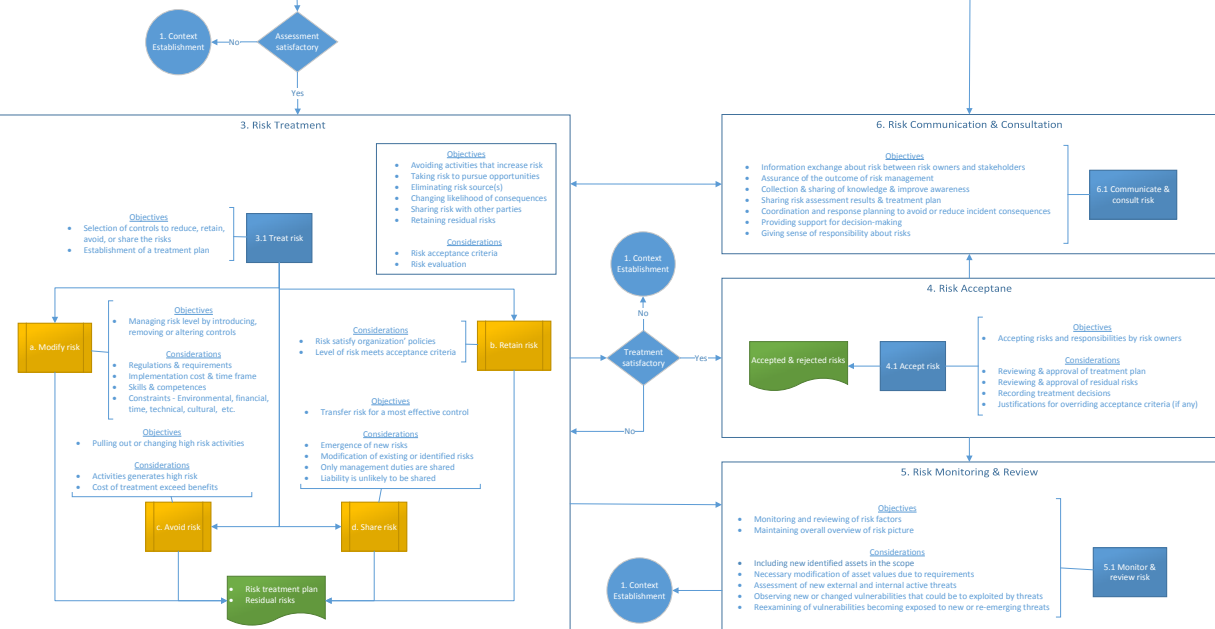 1. Context
Establishment
No
Assessment
satisfactory
Yes
3. Risk Treatment
Objectives
Avoiding activities that increase risk
Taking risk to pursue opportunities
Eliminating risk source(s)
Changing likelihood of consequences
Sharing risk with other parties
Retaining residual risks
Considerations
Risk acceptance criteria
Risk evaluation
Objectives
Selection of controls to reduce, retain,
avoid, or share the risks
Establishment of a treatment plan
3.1 Treat risk
a. Modify risk
Objectives
Managing risk level by introducing,
removing or altering controls
Considerations
Regulations & requirements
Implementation cost & time frame
Skills & competences
Constraints - Environmental, financial,
time, technical, cultural, etc.
Considerations
Risk satisfy organization' policies
Level of risk meets acceptance criteria
b. Retain risk
Objectives
Pulling out or changing high risk activities
Considerations
Activities generates high risk
Cost of treatment exceed benefits
c. Avoid risk
Objectives
Transfer risk for a most effective control
Considerations
Emergence of new risks
Modification of existing or identified risks
Only management duties are shared
Liability is unlikely to be shared
d. Share risk
Risk treatment plan
Residual risks
1. Context
Establishment
No
Treatment
satisfactory
Yes
No
1. Context
Establishment
6. Risk Communication & Consultation
Objectives
Information exchange about risk between risk owners and stakeholders
Assurance of the outcome of risk management
Collection & sharing of knowledge & improve awareness
Sharing risk assessment results & treatment plan
Coordination and response planning to avoid or reduce incident consequences
Providing support for decision-making
Giving sense of responsibility about risks
6.1 Communicate &
consult risk
4. Risk Acceptane
Accepted & rejected risks
4.1 Accept risk
Objectives
Accepting risks and responsibilities by risk owners
Considerations
Reviewing & approval of treatment plan
Reviewing & approval of residual risks
Recording treatment decisions
Justifications for overriding acceptance criteria (if any)
5. Risk Monitoring & Review
Objectives
Monitoring and reviewing of risk factors
Maintaining overall overview of risk picture
Considerations
Including new identified assets in the scope
Necessary modification of asset values due to requirements
Assessment of new external and internal active threats
Observing new or changed vulnerabilities that could be to exploited by threats
Reexamining of vulnerabilities becoming exposed to new or re-emerging threats
5.1 Monitor &
review risk